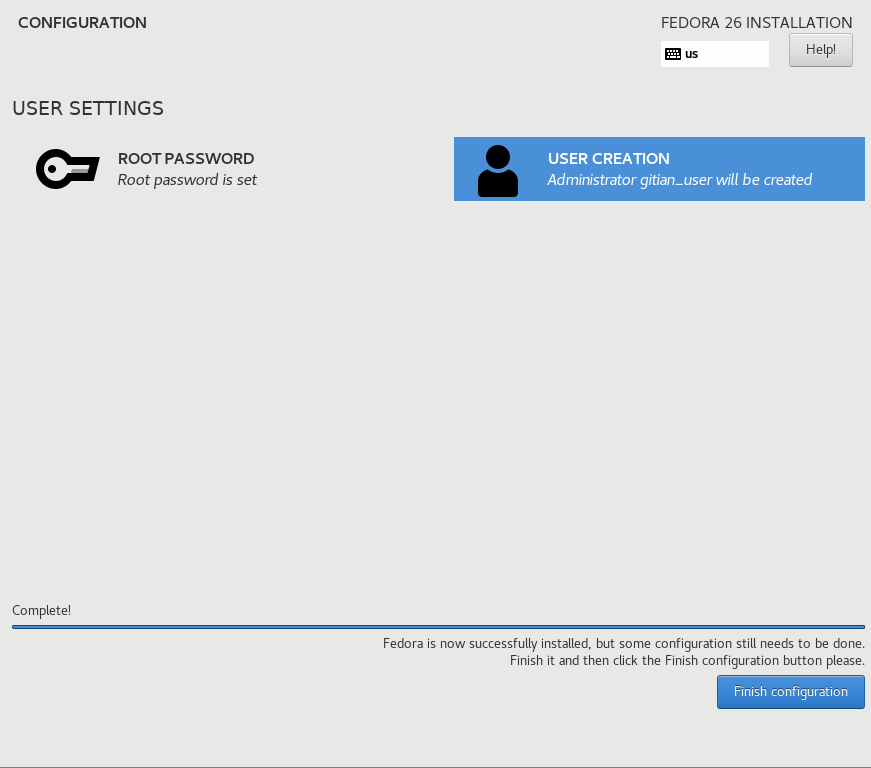 CONFIGURATION
FEDORA 26 INSTALLATION
us
Help!
USER SETTINGS
ROOT PASSWORD
Root password is set
USER CREATION
Administrator gitian_user will be created
Complete!
Fedora is now successfully installed, but some configuration still needs to be done.
Finish it and then click the Finish configuration button please.
Finish configuration